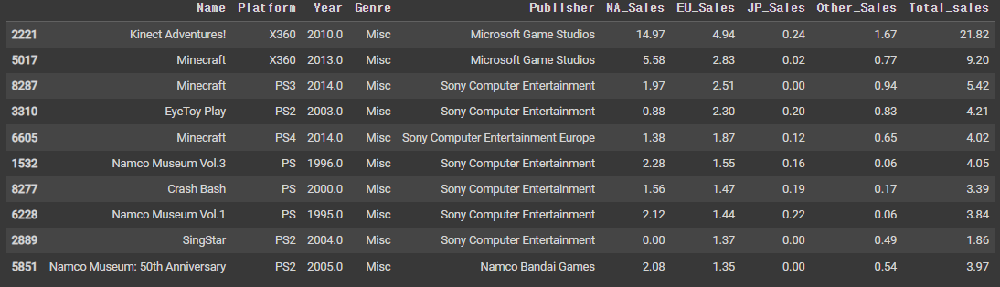 Name Platform Year Genre Publisher NA_Sales EU_Sales JP_Sales Other_Sales Total_sales
2221 Kinect Adventures! X360 2010.0 Misc Microsoft Game Studios 14.97 4.94 0.24 1.67 21.82
5017 Minecraft X360 2013.0 Misc Microsoft Game Studios 5.58 2.83 0.02 0.77 9.20
8287 Minecraft PS3 2014.0 Misc Sony Computer Entertainment 1.97 2.51 0.00 0.94 5.42
3310 EyeToy Play PS2 2003.0 Misc Sony Computer Entertainment 0.88 2.30 0.20 0.83 4.21
6605 Minecraft PS4 2014.0 Misc Sony Computer Entertainment Europe 1.38 1.87 0.12 0.65 4.02
1532 Namco Museum Vol.3 PS 1996.0 Misc Sony Computer Entertainment 2.28 1.55 0.16 0.06 4.05
8277 Crash Bash PS 2000.0 Misc Sony Computer Entertainment 1.56 1.47 0.19 0.17 3.39
6228 Namco Museum Vol.1 PS 1995.0 Misc Sony Computer Entertainment 2.12 1.44 0.22 0.06 3.84
2889 SingStar PS2 2004.0 Misc Sony Computer Entertainment 0.00 1.37 0.00 0.49 1.86
5851 Namco Museum: 50th Anniversary PS2 2005.0 Misc Namco Bandai Games 2.08 1.35 0.00 0.54 3.97